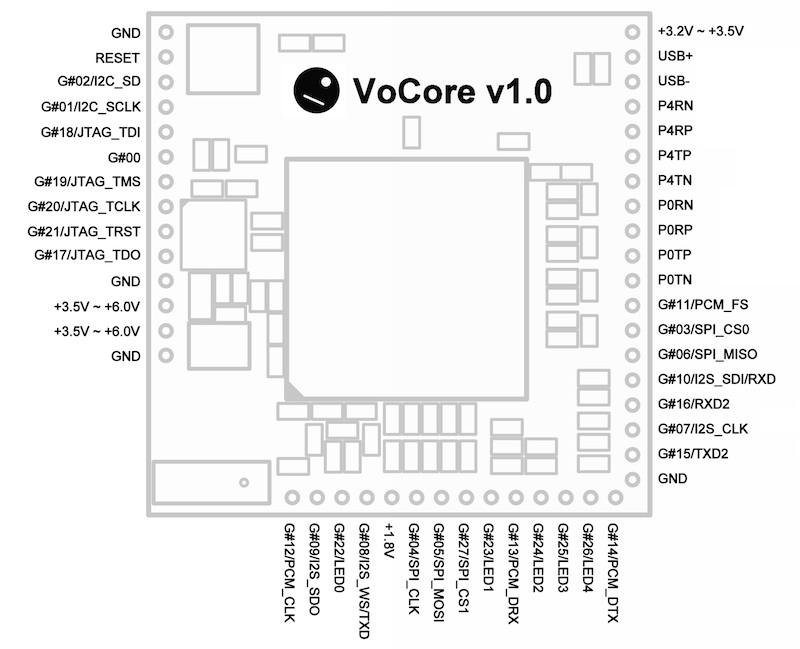 VoCore v1.0
GND
RESET
G#02/I2C_SD
G#01/I2C_SCLK
G#18/JTAG_TDI
G#00
G#19/JTAG_TMS
G#20/JTAG_TCLK
G#21/JTAG_TRST
G#17/JTAG_TDO
GND
+3.5V ~ +6.0V
+3.5V ~ +6.0V
GND
+3.2V ~ +3.5V
USB+
USB-
P4RN
P4RP
P4TP
P4TN
P0RN
P0RP
P0TP
P0TN
G#11/PCM_FS
G#03/SPI_CS0
G#06/SPI_MISO
G#10/I2S_SDI/RXD
G#16/RXD2
G#07/I2S_CLK
G#15/TXD2
GND
G#12/PCM_CLK
G#09/I2S_SDO
G#22/LED0
G#08/I2S_WS/TXD
+1.8V
G#04/SPI_CLK
G#05/SPI_MOSI
G#27/SPI_CS1
G#23/LED1
G#13/PCM_DRX
G#24/LED2
G#25/LED3
G#26/LED4
G#14/PCM_DTX